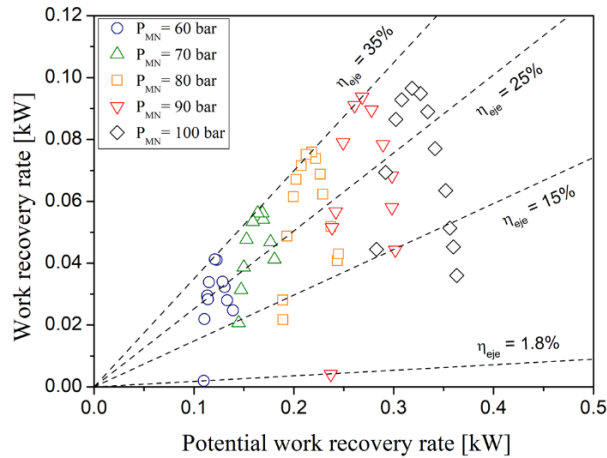 0.12
0.10
0.08
0.06
0.04
0.02
0.00
Work recovery rate [kW]
P_MN = 60 bar
P_MN = 70 bar
P_MN = 80 bar
P_MN = 90 bar
P_MN = 100 bar
η_eje = 35%
η_eje = 25%
η_eje = 15%
η_eje = 1.8%
0.0 0.1 0.2 0.3 0.4 0.5
Potential work recovery rate [kW]